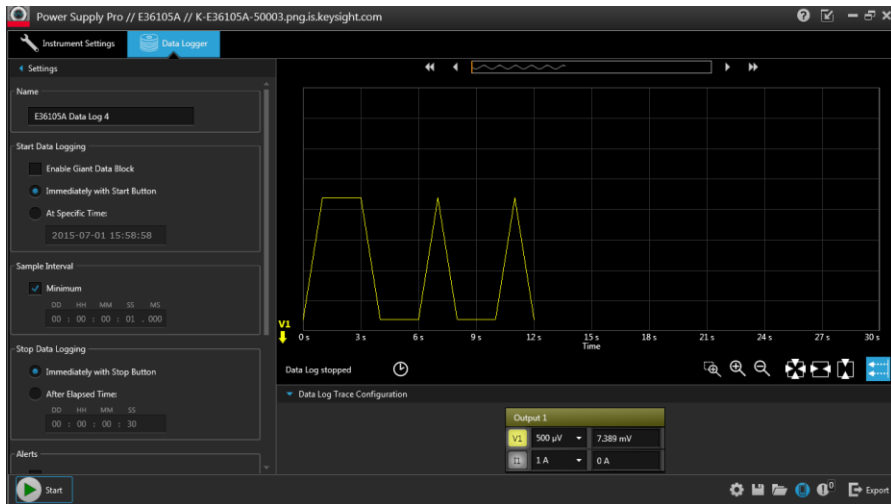 Power Supply Pro // E36105A // K-E36105A-50003.png.is.keysight.com
Instrument Settings
Data Logger
Settings
Name
E36105A Data Log 4
Start Data Logging
Enable Giant Data Block
Immediately with Start Button
At Specific Time:
2015-07-01 15:58:58
Sample Interval
Minimum
DD HH MM SS MS
00 : 00 : 00 : 01 . 000
Stop Data Logging
Immediately with Stop Button
After Elapsed Time:
DD HH MM SS
00 : 00 : 00 : 30
Alerts
Start
V1
0 s 3 s 6 s 9 s 12 s 15 s 18 s 21 s 24 s 27 s 30 s
Time
Data Log stopped
Data Log Trace Configuration
Output 1
V1 500 µV 7.389 mV
I1 1 A 0 A
0
Export